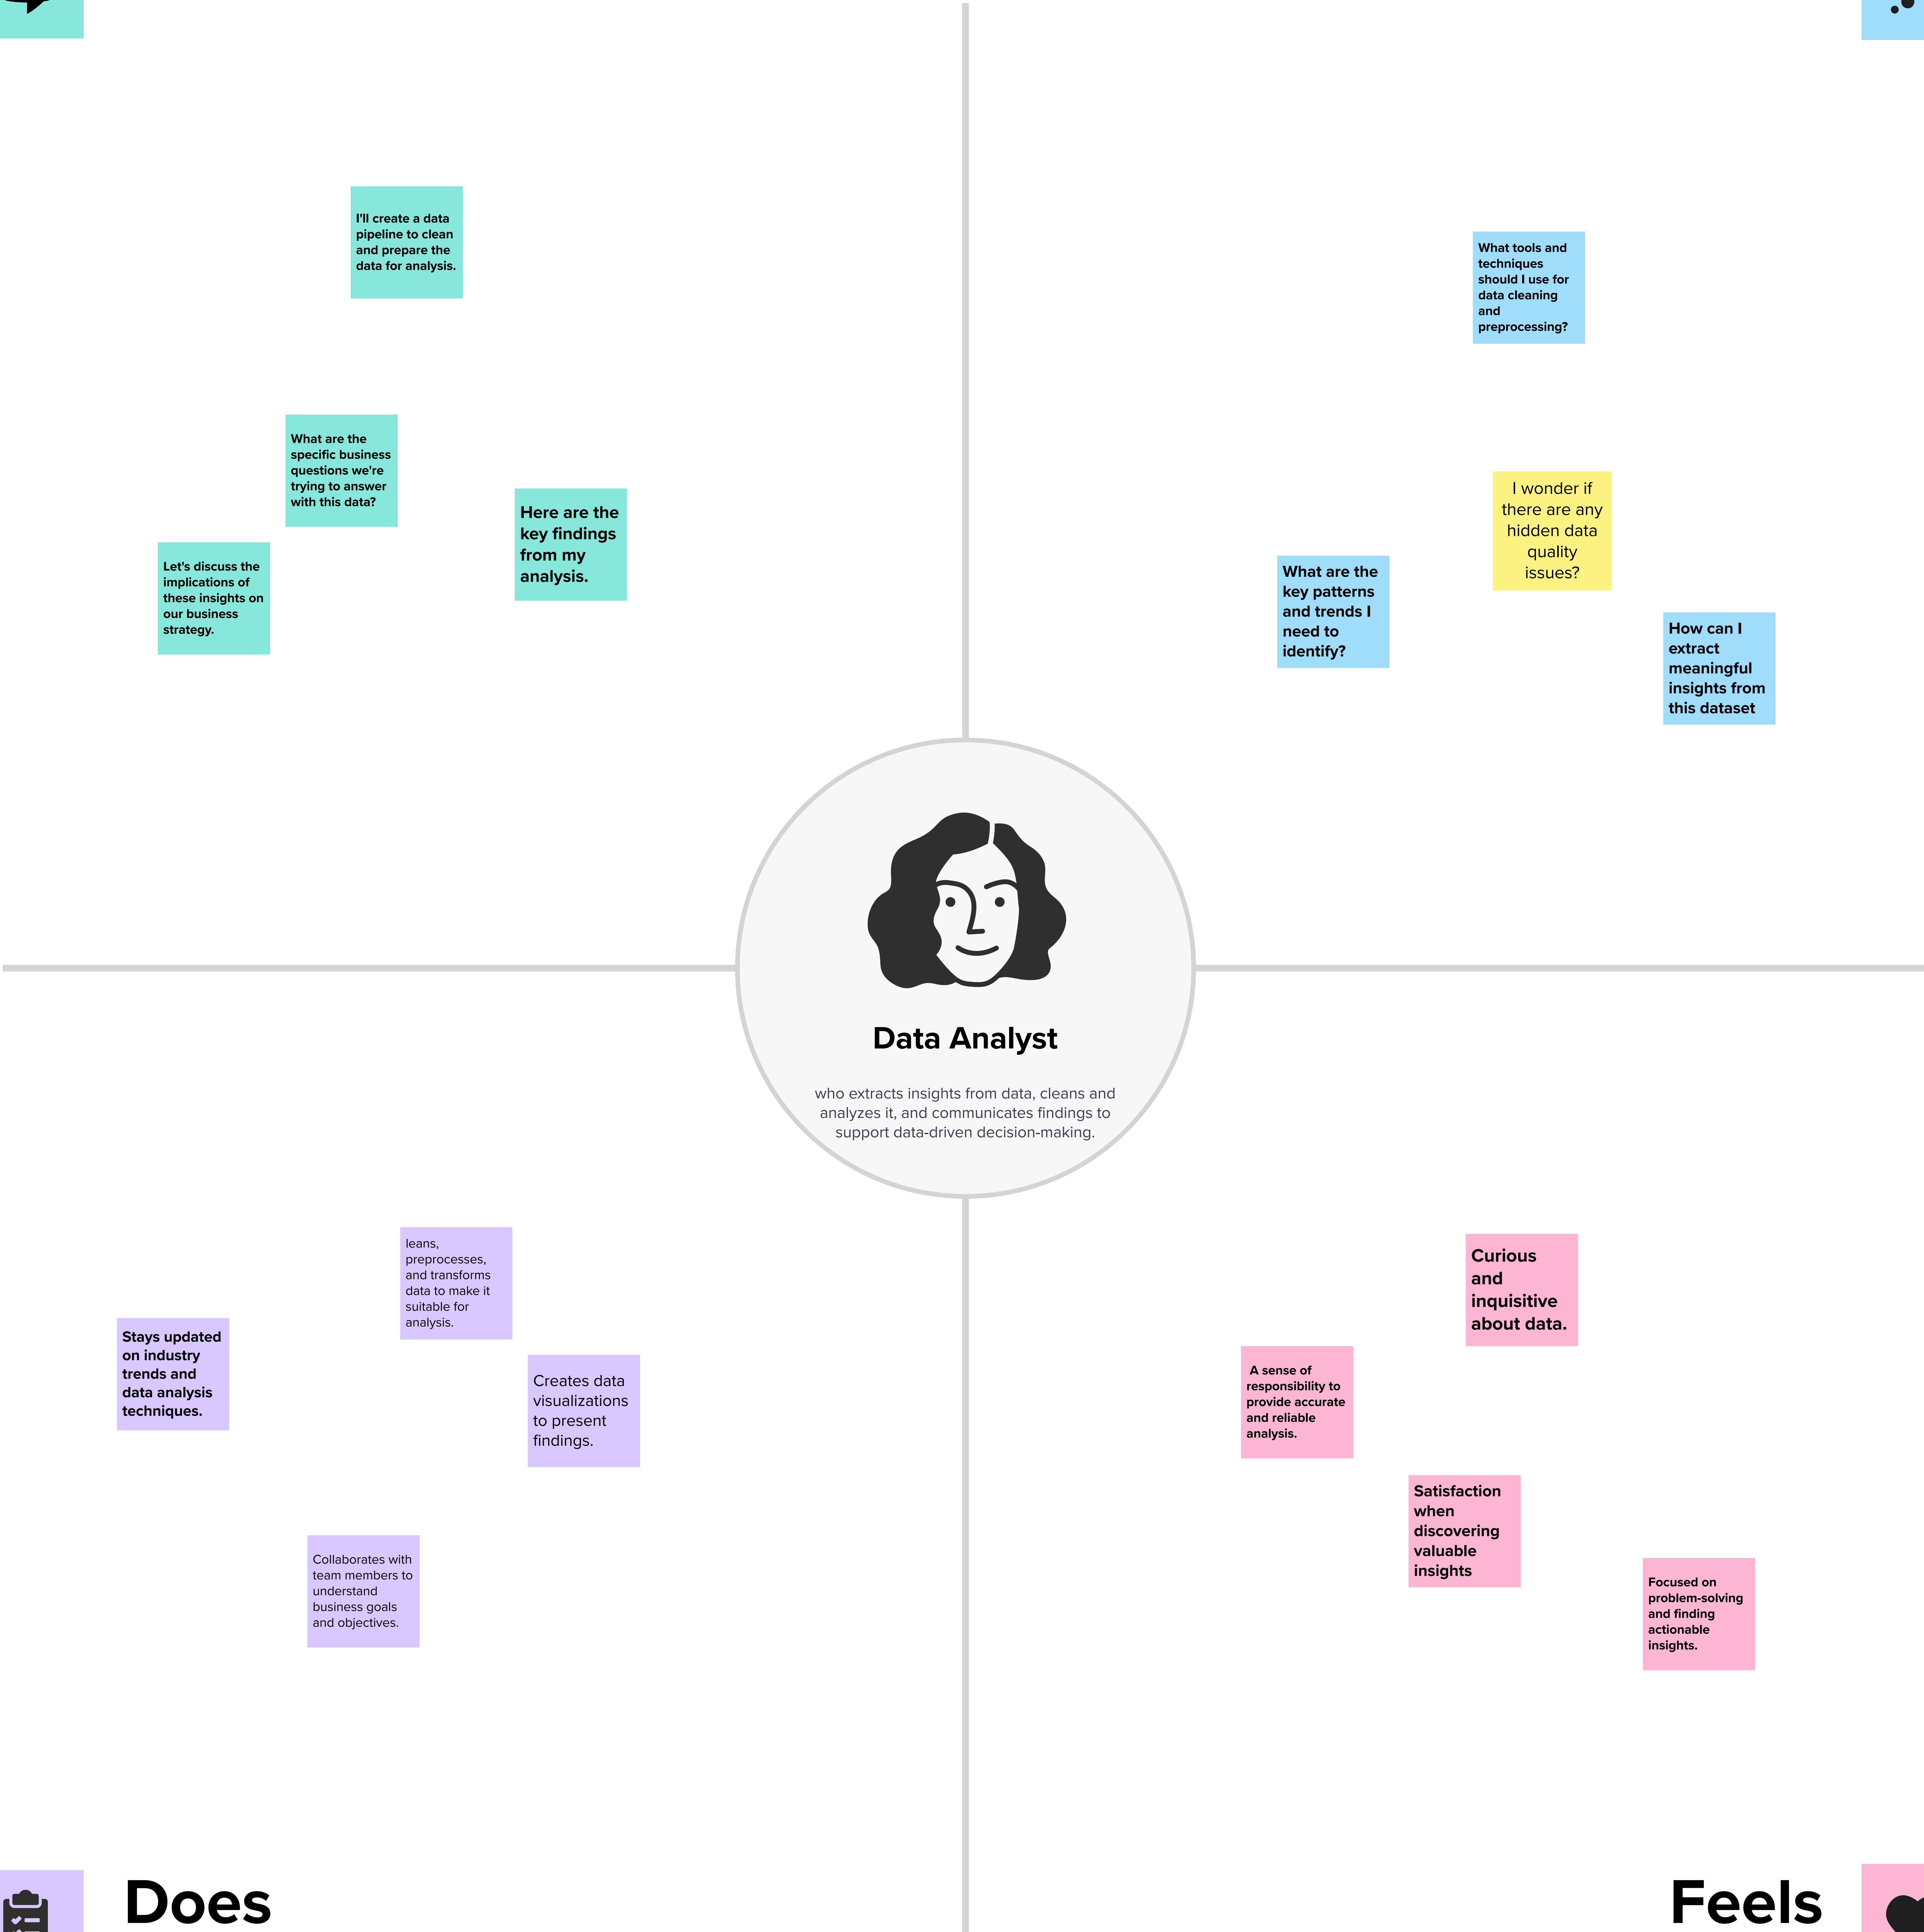 I'll create a data
pipeline to clean
and prepare the
data for analysis.
What are the
specific business
questions we're
trying to answer
with this data?
Here are the
key findings
from my
analysis.
Let's discuss the
implications of
these insights on
our business
strategy.
What tools and
techniques
should I use for
data cleaning
and
preprocessing?
I wonder if
there are any
hidden data
quality
issues?
What are the
key patterns
and trends I
need to
identify?
How can I
extract
meaningful
insights from
this dataset
Data Analyst
who extracts insights from data, cleans and
analyzes it, and communicates findings to
support data-driven decision-making.
leans,
preprocesses,
and transforms
data to make it
suitable for
analysis.
Stays updated
on industry
trends and
data analysis
techniques.
Creates data
visualizations
to present
findings.
Collaborates with
team members to
understand
business goals
and objectives.
Curious
and
inquisitive
about data.
A sense of
responsibility to
provide accurate
and reliable
analysis.
Satisfaction
when
discovering
valuable
insights
Focused on
problem-solving
and finding
actionable
insights.
Does
Feels